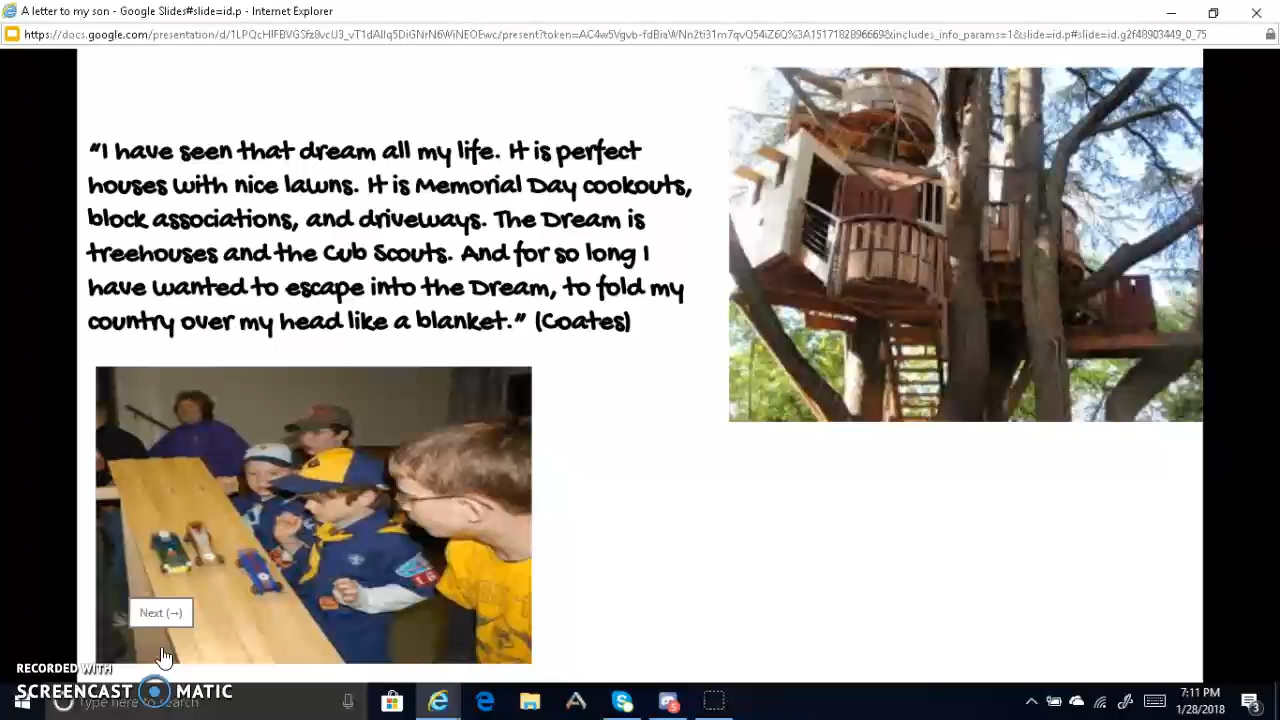 A letter to my son - Google Slides#slide=id.p - Internet Explorer
“I have seen that dream all my life. It is perfect
houses with nice lawns. It is Memorial Day cookouts,
block associations, and driveways. The Dream is
treehouses and the Cub Scouts. And for so long I
have wanted to escape into the Dream, to fold my
country over my head like a blanket.” (Coates)
Next (→)
RECORDED WITH
SCREENCAST MATIC
Type here to search
7:11 PM
1/28/2018